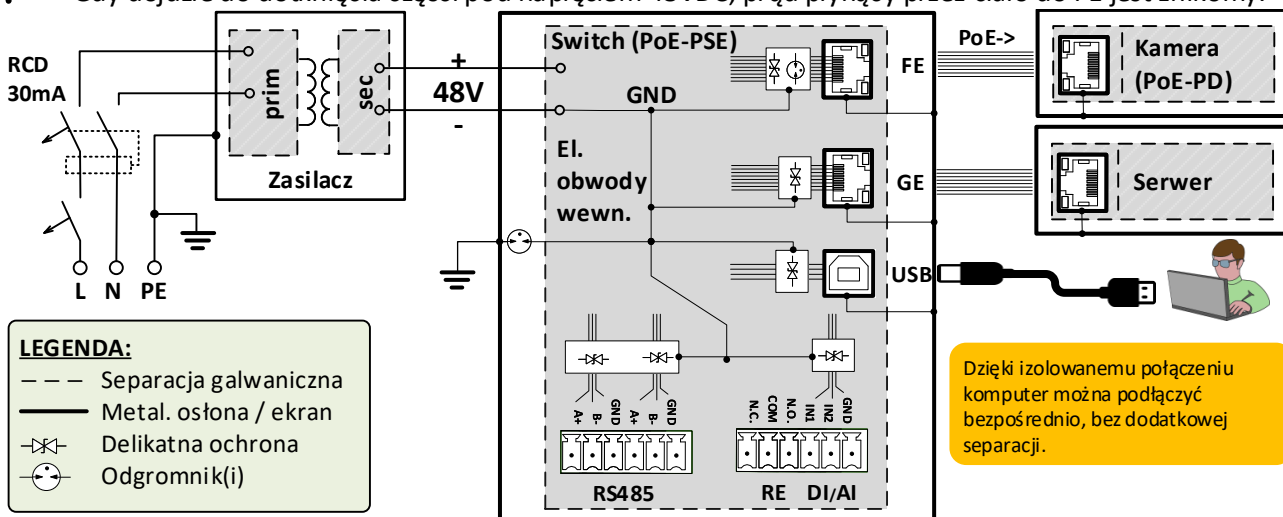 Gdy dojdzie do dotknięcia części pod napięciem 48VDC, prąd płynący przez ciało do PE jest znikomy.
RCD
30mA
prim
sec
Zasilacz
L N PE
+
48V
-
Switch (PoE-PSE)
GND
El.
obwody
wewn.
FE
GE
USB
PoE->
Kamera
(PoE-PD)
Serwer
A+ B- GND A+ B- GND
N.C. COM N.O. IN1 IN2 GND
RS485 RE DI/AI
LEGENDA:
Separacja galwaniczna
Metal. osłona / ekran
Delikatna ochrona
Odgromnik(i)
Dzięki izolowanemu połączeniu
komputer można podłączyć
bezpośrednio, bez dodatkowej
separacji.